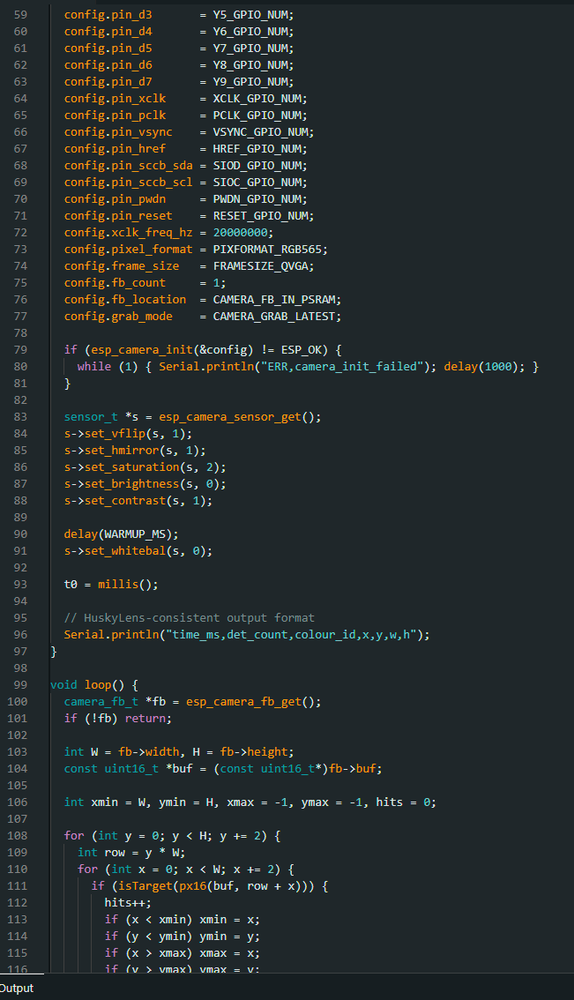 59 config.pin_d3 = Y5_GPIO_NUM;
60 config.pin_d4 = Y6_GPIO_NUM;
61 config.pin_d5 = Y7_GPIO_NUM;
62 config.pin_d6 = Y8_GPIO_NUM;
63 config.pin_d7 = Y9_GPIO_NUM;
64 config.pin_xclk = XCLK_GPIO_NUM;
65 config.pin_pclk = PCLK_GPIO_NUM;
66 config.pin_vsync = VSYNC_GPIO_NUM;
67 config.pin_href = HREF_GPIO_NUM;
68 config.pin_sccb_sda = SIOD_GPIO_NUM;
69 config.pin_sccb_scl = SIOC_GPIO_NUM;
70 config.pin_pwdn = PWDN_GPIO_NUM;
71 config.pin_reset = RESET_GPIO_NUM;
72 config.xclk_freq_hz = 20000000;
73 config.pixel_format = PIXFORMAT_RGB565;
74 config.frame_size = FRAMESIZE_QVGA;
75 config.fb_count = 1;
76 config.fb_location = CAMERA_FB_IN_PSRAM;
77 config.grab_mode = CAMERA_GRAB_LATEST;
78
79 if (esp_camera_init(&config) != ESP_OK) {
80 while (1) { Serial.println("ERR,camera_init_failed"); delay(1000); }
81 }
82
83 sensor_t *s = esp_camera_sensor_get();
84 s->set_vflip(s, 1);
85 s->set_hmirror(s, 1);
86 s->set_saturation(s, 2);
87 s->set_brightness(s, 0);
88 s->set_contrast(s, 1);
89
90 delay(WARMUP_MS);
91 s->set_whitebal(s, 0);
92
93 t0 = millis();
94
95 // HuskyLens-consistent output format
96 Serial.println("time_ms,det_count,colour_id,x,y,w,h");
97 }
98
99 void loop() {
100 camera_fb_t *fb = esp_camera_fb_get();
101 if (!fb) return;
102
103 int W = fb->width, H = fb->height;
104 const uint16_t *buf = (const uint16_t*)fb->buf;
105
106 int xmin = W, ymin = H, xmax = -1, ymax = -1, hits = 0;
107
108 for (int y = 0; y < H; y += 2) {
109 int row = y * W;
110 for (int x = 0; x < W; x += 2) {
111 if (isTarget(px16(buf, row + x))) {
112 hits++;
113 if (x < xmin) xmin = x;
114 if (y < ymin) ymin = y;
115 if (x > xmax) xmax = x;
116 if (y > ymax) ymax = y;
Output